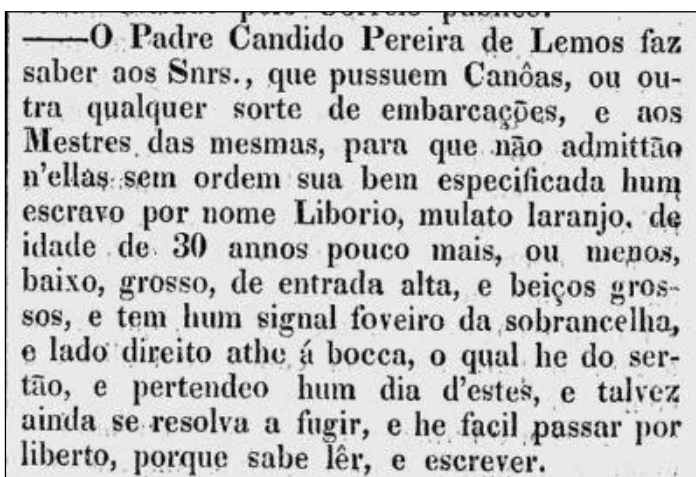 ——O Padre Candido Pereira de Lemos faz
saber aos Snrs., que pussuem Canôas, ou ou-
tra qualquer sorte de embarcações, e aos
Mestres das mesmas, para que não admittão
n'ellas sem ordem sua bem especificada hum
escravo por nome Liborio, mulato laranjo, de
idade de 30 annos pouco mais, ou menos,
baixo, grosso, de entrada alta, e beiços gros-
sos, e tem hum signal foveiro da sobrancelha,
e lado direito athe á bocca, o qual he do ser-
tão, e pertendeo hum dia d'estes, e talvez
ainda se resolva a fugir, e he facil passar por
liberto, porque sabe lêr, e escrever.